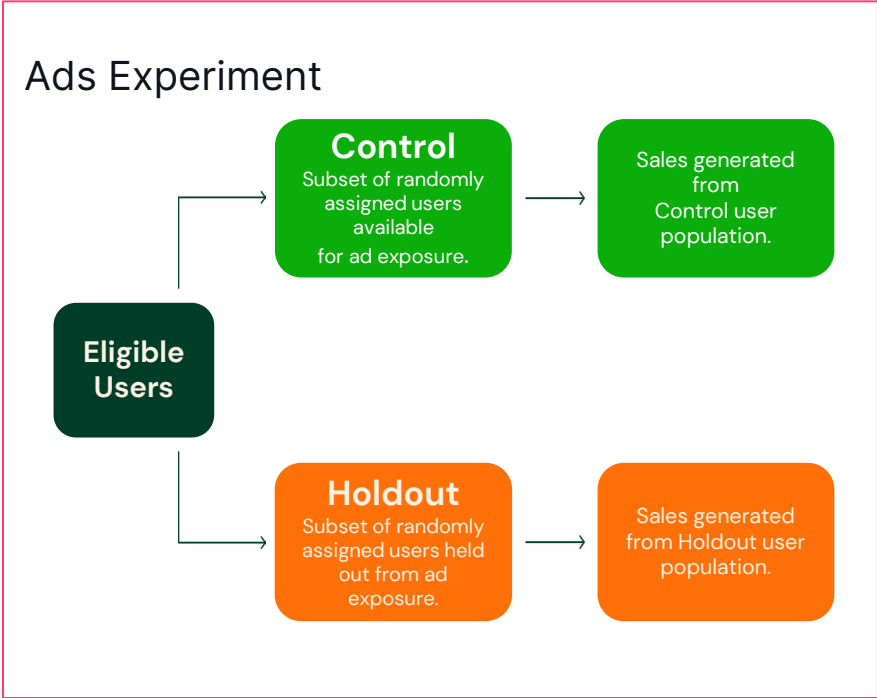 Ads Experiment
Control
Subset of randomly
assigned users
available
for ad exposure.
Sales generated
from
Control user
population.
Eligible
Users
Holdout
Subset of randomly
assigned users held
out from ad
exposure.
Sales generated
from Holdout user
population.